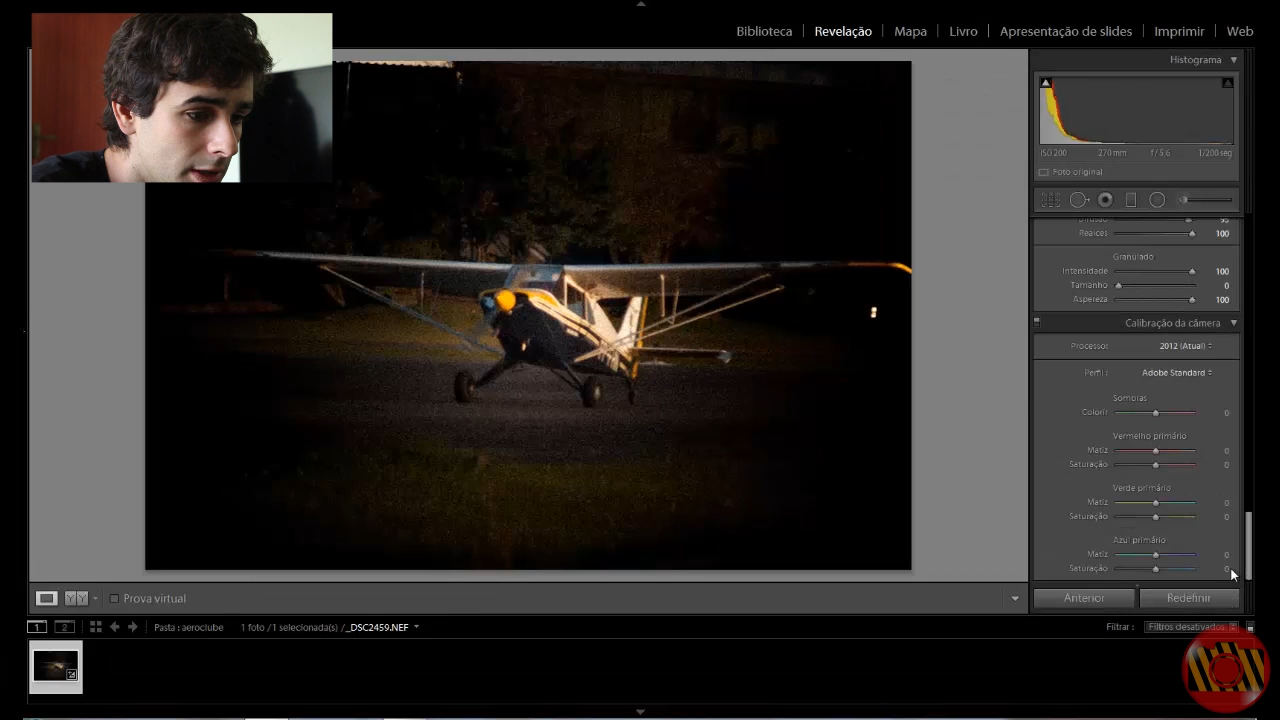 Biblioteca Revelação Mapa Livro Apresentação de slides Imprimir Web
Histograma
ISO 200 270 mm f / 5,6 1/200 seg
Foto original
Realces 100
Granulado
Intensidade 100
Tamanho 0
Aspereza 100
Calibração da câmera
Processor: 2012 (Atual)
Perfil: Adobe Standard
Sombras
Colorir 0
Vermelho primário
Matiz 0
Saturação 0
Verde primário
Matiz 0
Saturação 0
Azul primário
Matiz 0
Saturação 0
Anterior Redefinir
Y Y Prova virtual
1 2 Pasta : aeroclube 1 foto /1 selecionada(s) /_DSC2459.NEF Filtrar : Filtros desativados